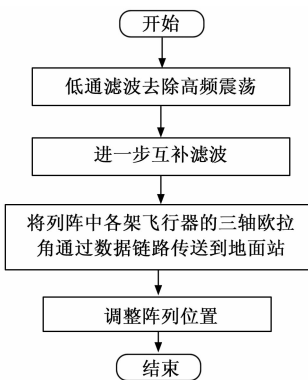 开始
低通滤波去除高频震荡
进一步互补滤波
将列阵中各架飞行器的三轴欧拉
角通过数据链路传送到地面站
调整阵列位置
结束